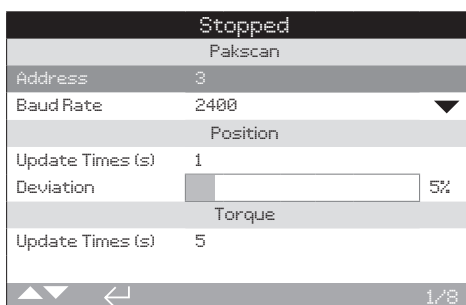 Stopped
Pakscan
Address 3
Baud Rate 2400
Position
Update Times (s) 1
Deviation 5%
Torque
Update Times (s) 5
1/8